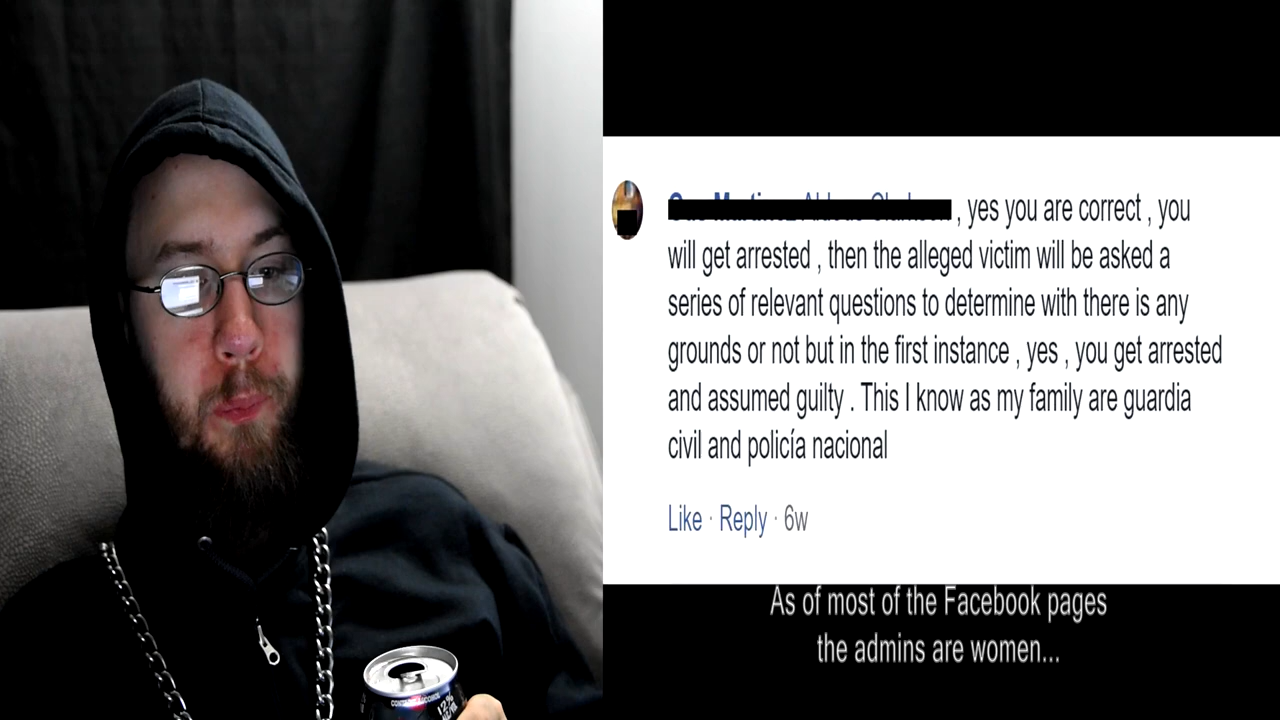 , yes you are correct , you
will get arrested , then the alleged victim will be asked a
series of relevant questions to determine with there is any
grounds or not but in the first instance , yes , you get arrested
and assumed guilty . This I know as my family are guardia
civil and policía nacional
Like · Reply · 6w
As of most of the Facebook pages
the admins are women...
12%